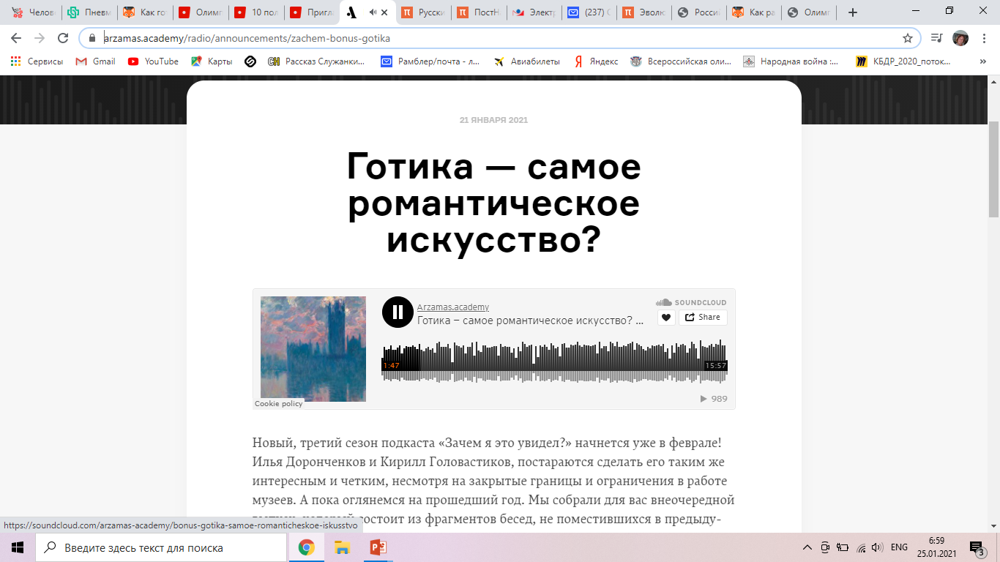 Челов
Пневм
Как го
Олимп
10 пол
Пригла
Русски
ПостН
Электр
(237) С
Эволю
Россий
Как ра
Олимп
arzamas.academy/radio/announcements/zachem-bonus-gotika
Сервисы
Gmail
YouTube
Карты
Рассказ Служанки...
Рамблер/почта - л...
Авиабилеты
Яндекс
Всероссийская оли...
Народная война :...
КБДР_2020_поток...
21 ЯНВАРЯ 2021
Готика — самое
романтическое
искусство?
Arzamas.academy
Готика – самое романтическое искусство? ...
SOUNDCLOUD
Share
1:47
15:57
Cookie policy
989
Новый, третий сезон подкаста «Зачем я это увидел?» начнется уже в феврале!
Илья Доронченков и Кирилл Головастиков, постараются сделать его таким же
интересным и четким, несмотря на закрытые границы и ограничения в работе
музеев. А пока оглянемся на прошедший год. Мы собрали для вас внеочередной
состоит из фрагментов бесед, не поместившихся в предыду-
https://soundcloud.com/arzamas-academy/bonus-gotika-samoe-romanticheskoe-iskusstvo
Введите здесь текст для поиска
ENG
6:59
25.01.2021
3